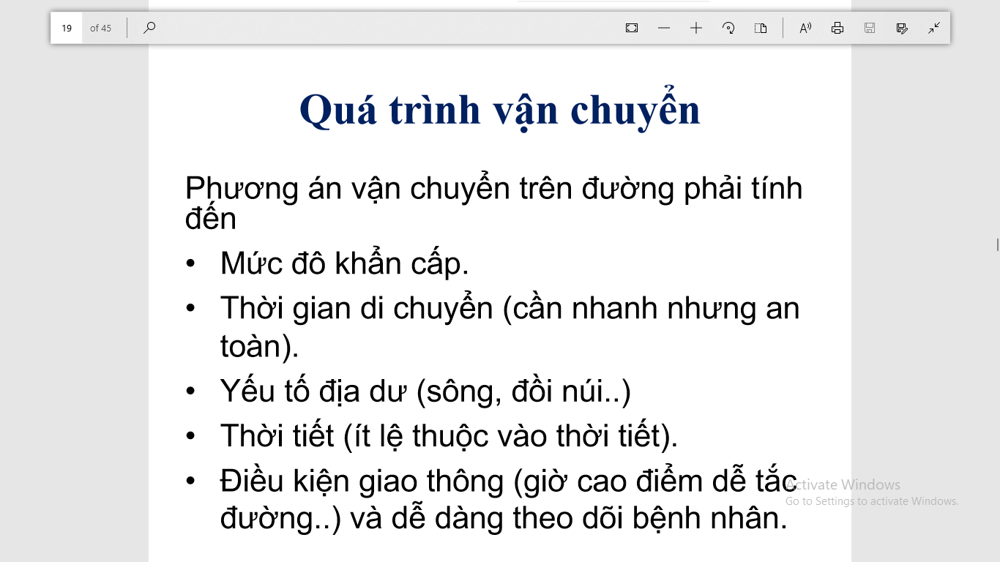 19 of 45
Quá trình vận chuyển
Phương án vận chuyển trên đường phải tính
đến
• Mức đô khẩn cấp.
• Thời gian di chuyển (cần nhanh nhưng an
toàn).
• Yếu tố địa dư (sông, đồi núi..)
• Thời tiết (ít lệ thuộc vào thời tiết).
• Điều kiện giao thông (giờ cao điểm dễ tắc
đường..) và dễ dàng theo dõi bệnh nhân.
Activate Windows
Go to Settings to activate Windows.